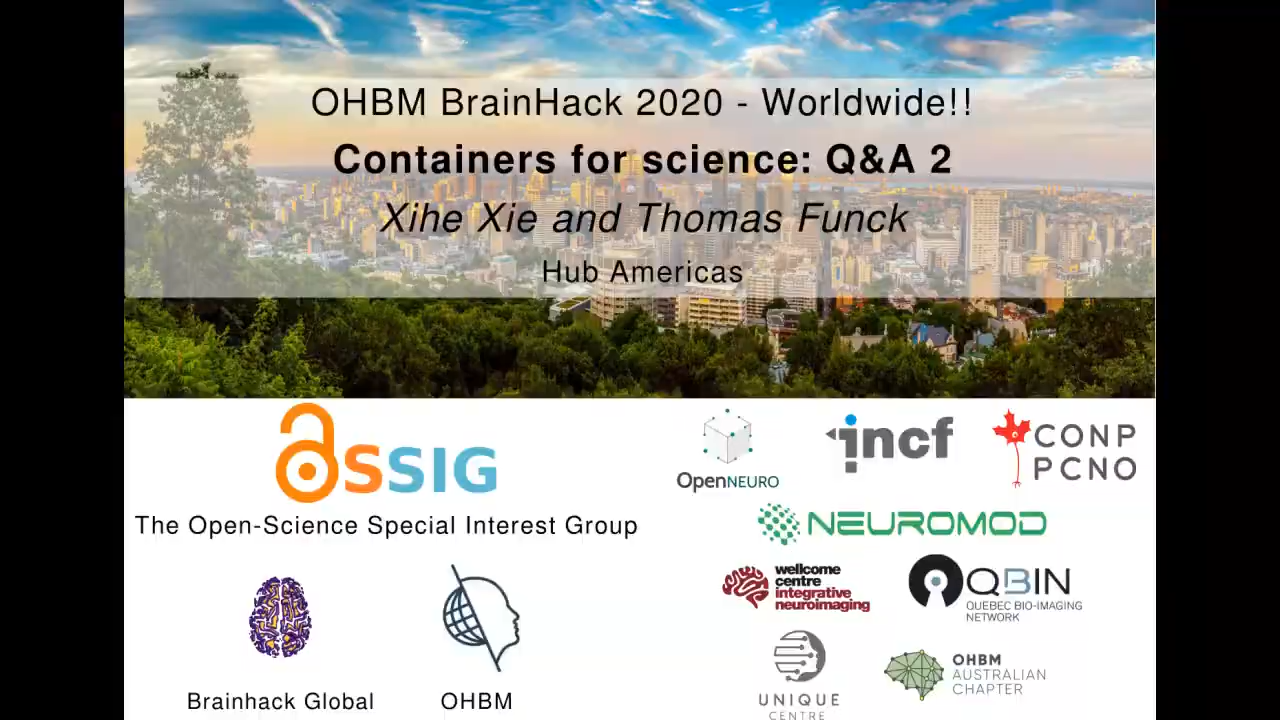 OHBM BrainHack 2020 - Worldwide!!
Containers for science: Q&A 2
Xihe Xie and Thomas Funck
Hub Americas
SSIG
The Open-Science Special Interest Group
Brainhack Global
OHBM
OpenNEURO
incf
CONP
PCNO
NEUROMOD
wellcome
centre
integrative
neuroimaging
QBIN
QUEBEC BIO-IMAGING
NETWORK
UNIQUE
CENTRE
OHBM
AUSTRALIAN
CHAPTER